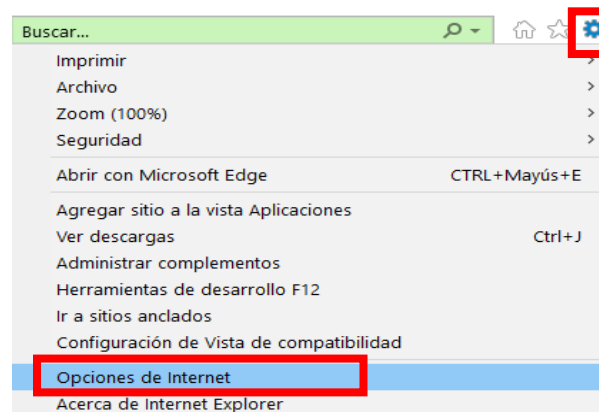 Buscar...
Imprimir
Archivo
Zoom (100%)
Seguridad
Abrir con Microsoft Edge CTRL+Mayús+E
Agregar sitio a la vista Aplicaciones
Ver descargas Ctrl+J
Administrar complementos
Herramientas de desarrollo F12
Ir a sitios anclados
Configuración de Vista de compatibilidad
Opciones de Internet
Acerca de Internet Explorer